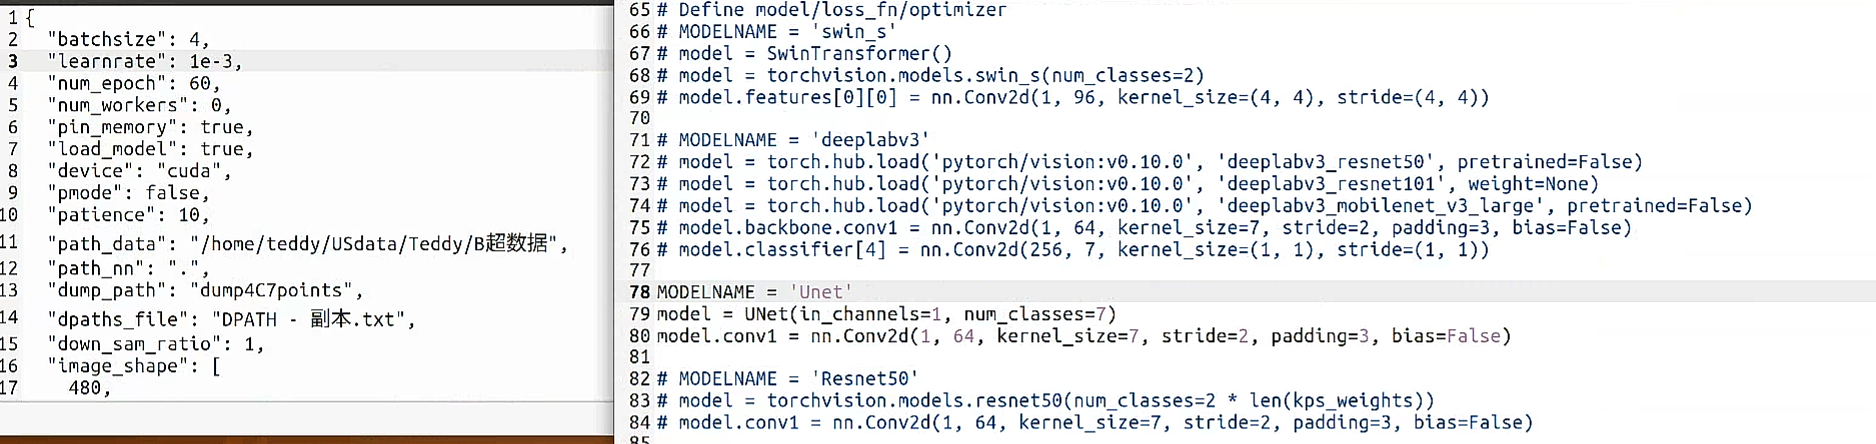 1 {
2 "batchsize": 4,
3 "learnrate": 1e-3,
4 "num_epoch": 60,
5 "num_workers": 0,
6 "pin_memory": true,
7 "load_model": true,
8 "device": "cuda",
9 "pmode": false,
10 "patience": 10,
11 "path_data": "/home/teddy/USdata/Teddy/B超数据",
12 "path_nn": ".",
13 "dump_path": "dump4C7points",
14 "dpaths_file": "DPATH - 副本.txt",
15 "down_sam_ratio": 1,
16 "image_shape": [
17 480,
65 # Define model/loss_fn/optimizer
66 # MODELNAME = 'swin_s'
67 # model = SwinTransformer()
68 # model = torchvision.models.swin_s(num_classes=2)
69 # model.features[0][0] = nn.Conv2d(1, 96, kernel_size=(4, 4), stride=(4, 4))
70
71 # MODELNAME = 'deeplabv3'
72 # model = torch.hub.load('pytorch/vision:v0.10.0', 'deeplabv3_resnet50', pretrained=False)
73 # model = torch.hub.load('pytorch/vision:v0.10.0', 'deeplabv3_resnet101', weight=None)
74 # model = torch.hub.load('pytorch/vision:v0.10.0', 'deeplabv3_mobilenet_v3_large', pretrained=False)
75 # model.backbone.conv1 = nn.Conv2d(1, 64, kernel_size=7, stride=2, padding=3, bias=False)
76 # model.classifier[4] = nn.Conv2d(256, 7, kernel_size=(1, 1), stride=(1, 1))
77
78 MODELNAME = 'Unet'
79 model = UNet(in_channels=1, num_classes=7)
80 model.conv1 = nn.Conv2d(1, 64, kernel_size=7, stride=2, padding=3, bias=False)
81
82 # MODELNAME = 'Resnet50'
83 # model = torchvision.models.resnet50(num_classes=2 * len(kps_weights))
84 # model.conv1 = nn.Conv2d(1, 64, kernel_size=7, stride=2, padding=3, bias=False)
85